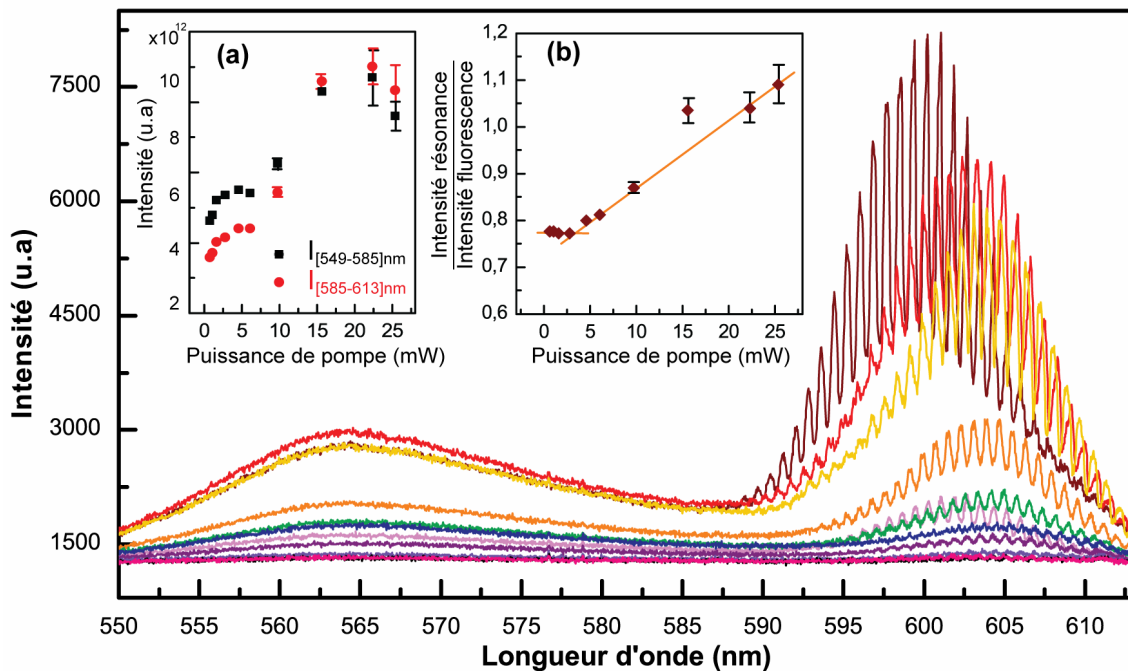 Intensité (u.a)
7500
6000
4500
3000
1500
550 555 560 565 570 575 580 585 590 595 600 605 610
Longueur d'onde (nm)
(a)
x10¹²
Intensité (u.a)
10
8
6
4
2
0 5 10 15 20 25
Puissance de pompe (mW)
I[549-585]nm
I[585-613]nm
(b)
Intensité résonance
Intensité fluorescence
1,2
1,1
1,0
0,9
0,8
0,7
0,6
0 5 10 15 20 25
Puissance de pompe (mW)